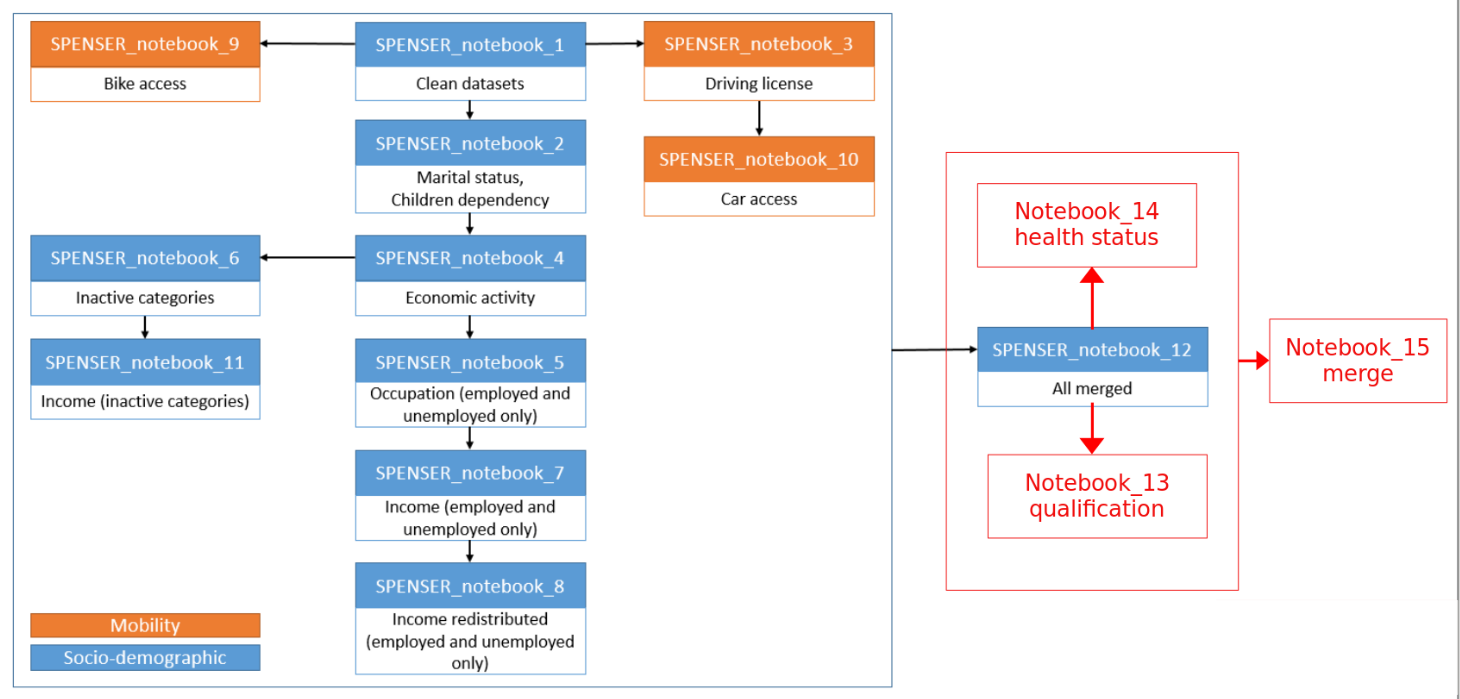 SPENSER_notebook_9
Bike access
SPENSER_notebook_1
Clean datasets
SPENSER_notebook_3
Driving license
SPENSER_notebook_2
Marital status,
Children dependency
SPENSER_notebook_10
Car access
SPENSER_notebook_6
Inactive categories
SPENSER_notebook_4
Economic activity
SPENSER_notebook_11
Income (inactive categories)
SPENSER_notebook_5
Occupation (employed and
unemployed only)
SPENSER_notebook_7
Income (employed and
unemployed only)
SPENSER_notebook_8
Income redistributed
(employed and unemployed
only)
Mobility
Socio-demographic
Notebook_14
health status
SPENSER_notebook_12
All merged
Notebook_13
qualification
Notebook_15
merge